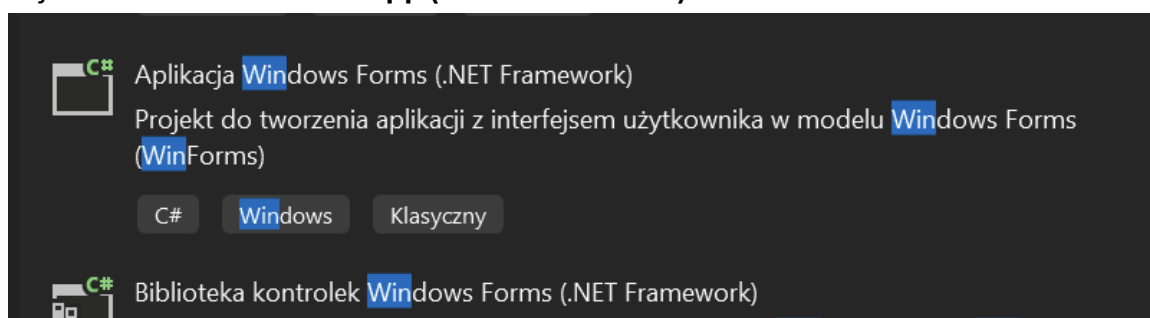 C# Aplikacja Windows Forms (.NET Framework)
Projekt do tworzenia aplikacji z interfejsem użytkownika w modelu Windows Forms
(WinForms)
C# Windows Klasyczny
C# Biblioteka kontrolek Windows Forms (.NET Framework)